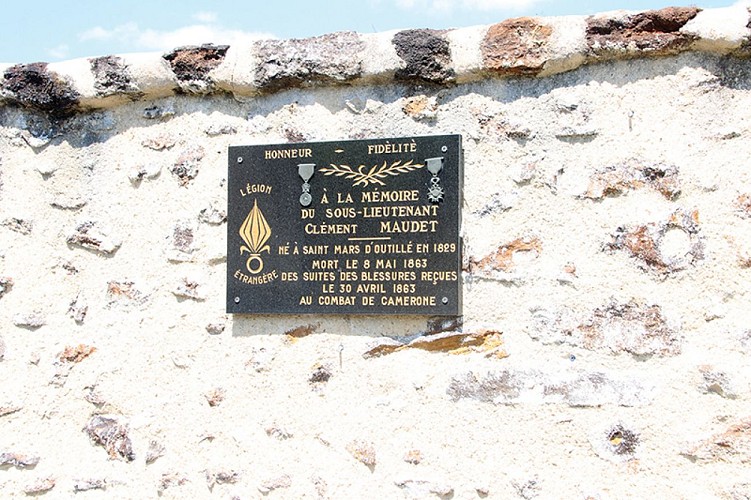 HONNEUR - FIDÈLITÈ
LÉGION
ÉTRANGÈRE
À LA MÉMOIRE
DU SOUS-LIEUTENANT
CLÉMENT MAUDET
NÉ À SAINT MARS D'OUTILLÉ EN 1829
MORT LE 8 MAI 1863
DES SUITES DES BLESSURES REÇUES
LE 30 AVRIL 1863
AU COMBAT DE CAMERONE